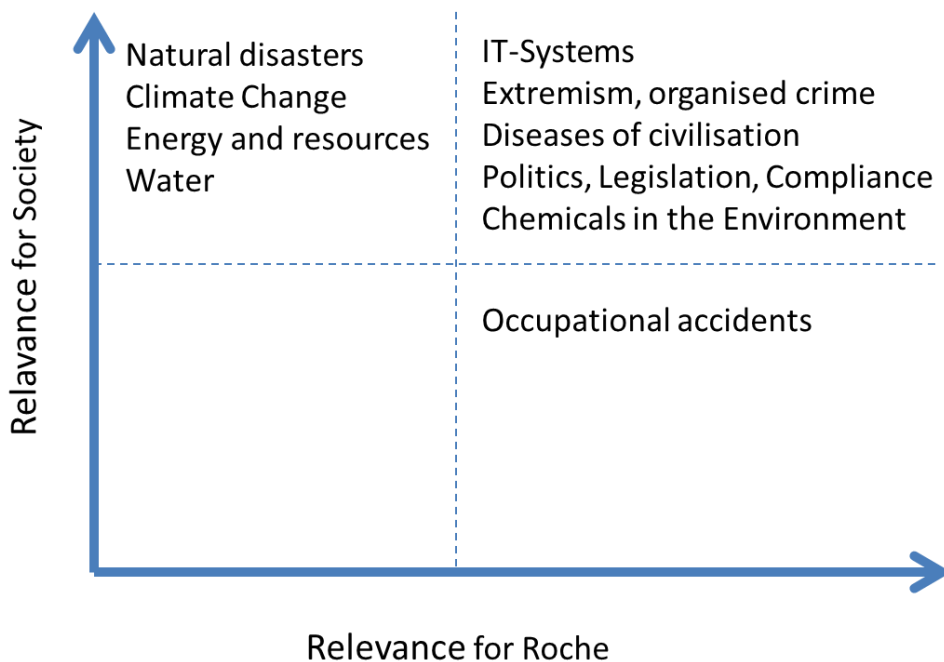 Natural disasters
Climate Change
Energy and resources
Water
IT-Systems
Extremism, organised crime
Diseases of civilisation
Politics, Legislation, Compliance
Chemicals in the Environment
Occupational accidents
Relavance for Society
Relevance for Roche